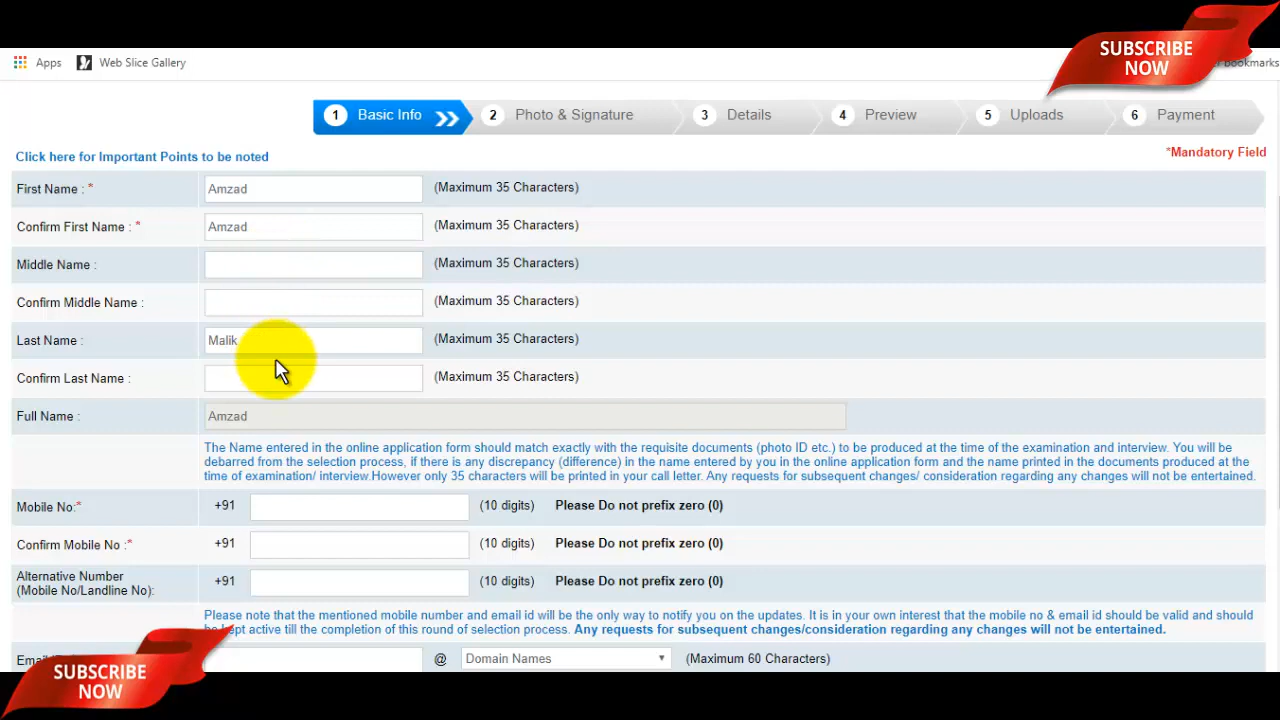 SUBSCRIBE
NOW
Apps Web Slice Gallery bookmarks
1 Basic Info 2 Photo & Signature 3 Details 4 Preview 5 Uploads 6 Payment
Click here for Important Points to be noted *Mandatory Field
First Name : * Amzad (Maximum 35 Characters)
Confirm First Name : * Amzad (Maximum 35 Characters)
Middle Name : (Maximum 35 Characters)
Confirm Middle Name : (Maximum 35 Characters)
Last Name : Malik (Maximum 35 Characters)
Confirm Last Name : (Maximum 35 Characters)
Full Name : Amzad
The Name entered in the online application form should match exactly with the requisite documents (photo ID etc.) to be produced at the time of the examination and interview. You will be
debarred from the selection process, if there is any discrepancy (difference) in the name entered by you in the online application form and the name printed in the documents produced at the
time of examination/ interview.However only 35 characters will be printed in your call letter. Any requests for subsequent changes/ consideration regarding any changes will not be entertained.
Mobile No:* +91 (10 digits) Please Do not prefix zero (0)
Confirm Mobile No :* +91 (10 digits) Please Do not prefix zero (0)
Alternative Number
(Mobile No/Landline No): +91 (10 digits) Please Do not prefix zero (0)
Please note that the mentioned mobile number and email id will be the only way to notify you on the updates. It is in your own interest that the mobile no & email id should be valid and should
kept active till the completion of this round of selection process. Any requests for subsequent changes/consideration regarding any changes will not be entertained.
Email @ Domain Names (Maximum 60 Characters)
SUBSCRIBE
NOW